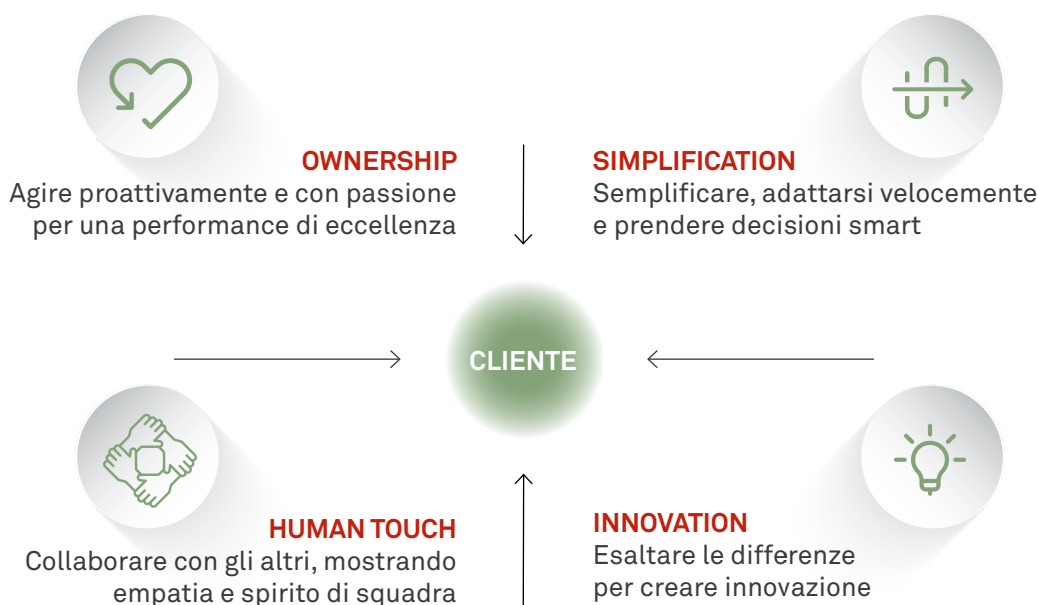 OWNERSHIP
Agire proattivamente e con passione
per una performance di eccellenza
SIMPLIFICATION
Semplificare, adattarsi velocemente
e prendere decisioni smart
CLIENTE
HUMAN TOUCH
Collaborare con gli altri, mostrando
empatia e spirito di squadra
INNOVATION
Esaltare le differenze
per creare innovazione